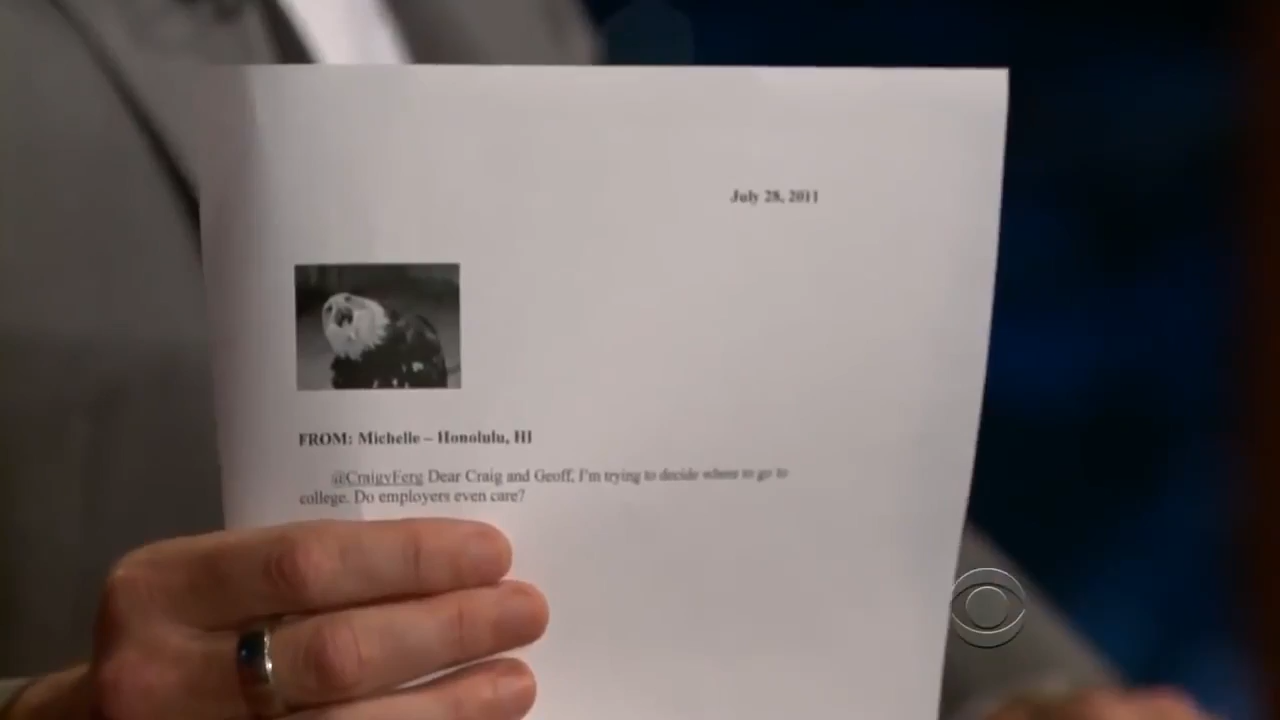 July 28, 2011
FROM: Michelle – Honolulu, HI
@CraigyFerg Dear Craig and Geoff, I'm trying to decide where to go to
college. Do employers even care?